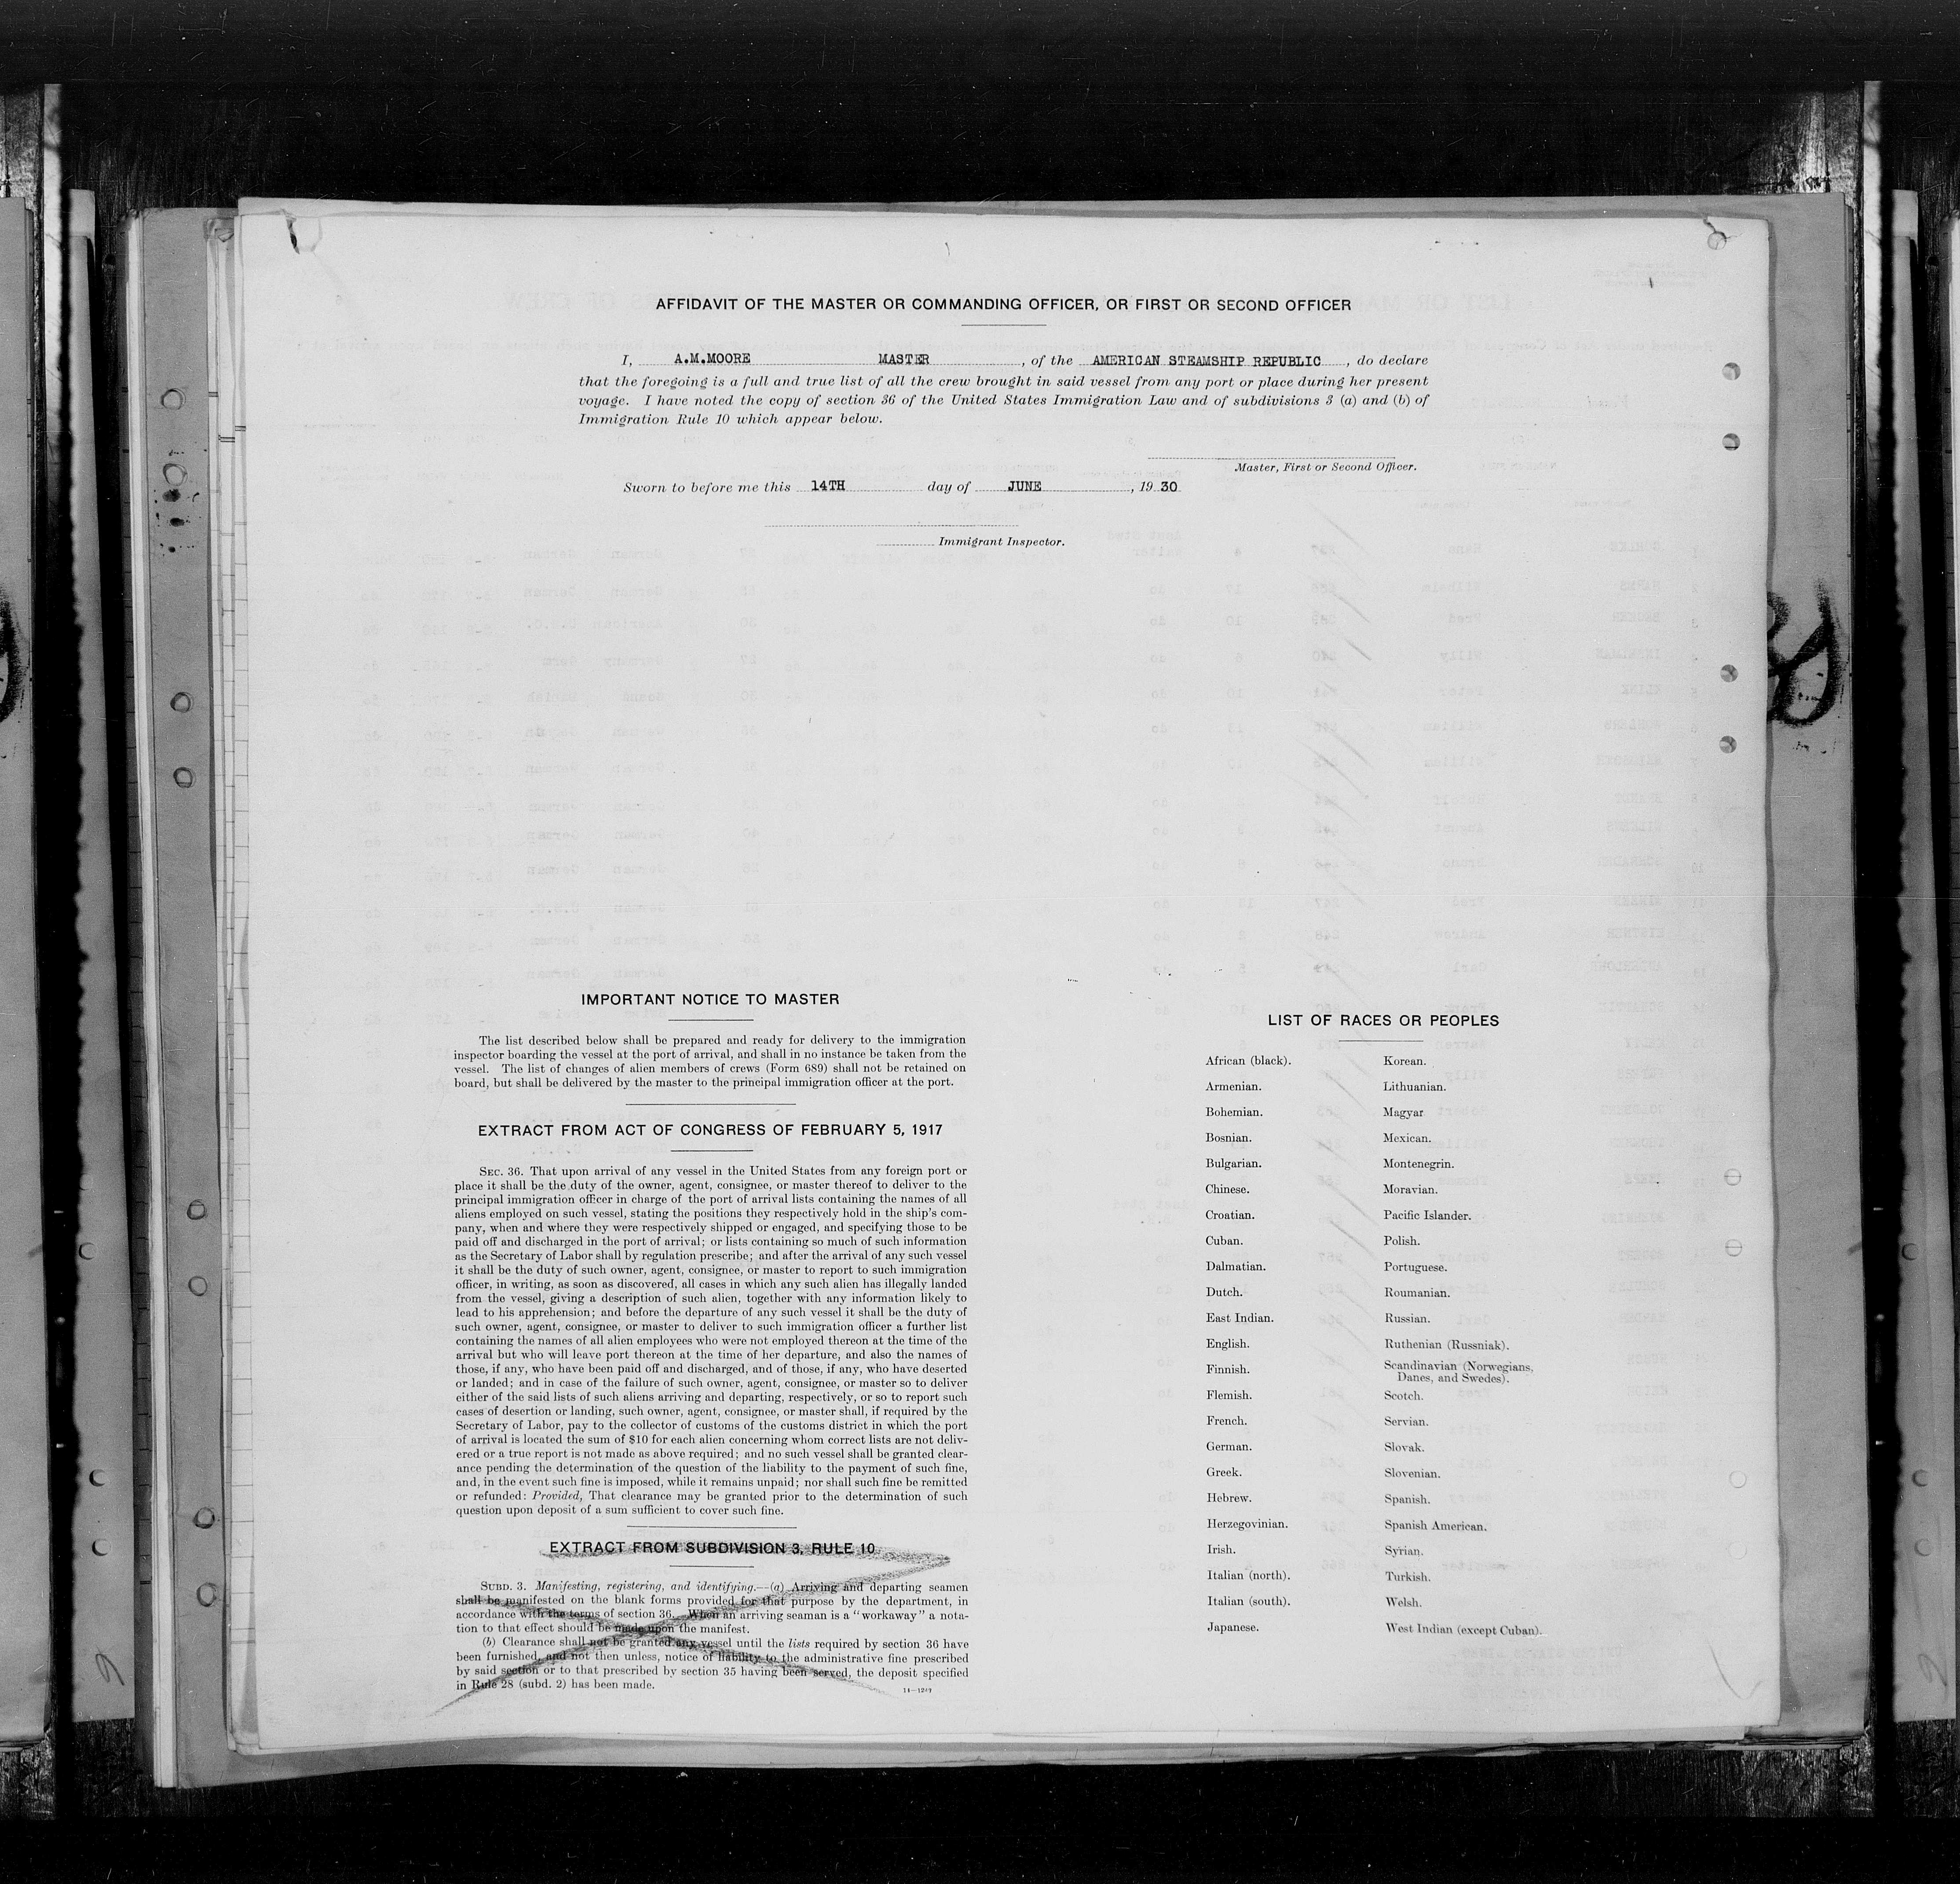 AFFIDAVIT OF THE MASTER OR COMMANDING OFFICER, OR FIRST OR SECOND OFFICER
I, A.M.MOORE MASTER, of the AMERICAN STEAMSHIP REPUBLIC, do declare
that the foregoing is a full and true list of all the crew brought in said vessel from any port or place during her present
voyage. I have noted the copy of section 36 of the United States Immigration Law and of subdivisions 3 (a) and (b) of
Immigration Rule 10 which appear below.
Master, First or Second Officer.
Sworn to before me this 14TH day of JUNE, 19 30
Immigrant Inspector.
IMPORTANT NOTICE TO MASTER
The list described below shall be prepared and ready for delivery to the immigration
inspector boarding the vessel at the port of arrival, and shall in no instance be taken from the
vessel. The list of changes of alien members of crews (Form 689) shall not be retained on
board, but shall be delivered by the master to the principal immigration officer at the port.
EXTRACT FROM ACT OF CONGRESS OF FEBRUARY 5, 1917
SEC. 36. That upon arrival of any vessel in the United States from any foreign port or
place it shall be the duty of the owner, agent, consignee, or master thereof to deliver to the
principal immigration officer in charge of the port of arrival lists containing the names of all
aliens employed on such vessel, stating the positions they respectively hold in the ship's com-
pany, when and where they were respectively shipped or engaged, and specifying those to be
paid off and discharged in the port of arrival; or lists containing so much of such information
as the Secretary of Labor shall by regulation prescribe; and after the arrival of any such vessel
it shall be the duty of such owner, agent, consignee, or master to report to such immigration
officer, in writing, as soon as discovered, all cases in which any such alien has illegally landed
from the vessel, giving a description of such alien, together with any information likely to
lead to his apprehension; and before the departure of any such vessel it shall be the duty of
such owner, agent, consignee, or master to deliver to such immigration officer a further list
containing the names of all alien employees who were not employed thereon at the time of the
arrival but who will leave port thereon at the time of her departure, and also the names of
those, if any, who have been paid off and discharged, and of those, if any, who have deserted
or landed; and in case of the failure of such owner, agent, consignee, or master so to deliver
either of the said lists of such aliens arriving and departing, respectively, or so to report such
cases of desertion or landing, such owner, agent, consignee, or master shall, if required by the
Secretary of Labor, pay to the collector of customs of the customs district in which the port
of arrival is located the sum of $10 for each alien concerning whom correct lists are not deliv-
ered or a true report is not made as above required; and no such vessel shall be granted clear-
ance pending the determination of the question of the liability to the payment of such fine,
and, in the event such fine is imposed, while it remains unpaid; nor shall such fine be remitted
or refunded: Provided, That clearance may be granted prior to the determination of such
question upon deposit of a sum sufficient to cover such fine.
EXTRACT FROM SUBDIVISION 3, RULE 10
SUBD. 3. Manifesting, registering, and identifying.—(a) Arriving and departing seamen
shall be manifested on the blank forms provided for that purpose by the department, in
accordance with the terms of section 36. When an arriving seaman is a "workaway" a nota-
tion to that effect should be made upon the manifest.
(b) Clearance shall not be granted any vessel until the lists required by section 36 have
been furnished, and not then unless, notice of liability to the administrative fine prescribed
by said section or to that prescribed by section 35 having been served, the deposit specified
in Rule 28 (subd. 2) has been made.
14—1247
LIST OF RACES OR PEOPLES
African (black).
Armenian.
Bohemian.
Bosnian.
Bulgarian.
Chinese.
Croatian.
Cuban.
Dalmatian.
Dutch.
East Indian.
English.
Finnish.
Flemish.
French.
German.
Greek.
Hebrew.
Herzegovinian.
Irish.
Italian (north).
Italian (south).
Japanese.
Korean.
Lithuanian.
Magyar
Mexican.
Montenegrin.
Moravian.
Pacific Islander.
Polish.
Portuguese.
Roumanian.
Russian.
Ruthenian (Russniak).
Scandinavian (Norwegians,
Danes, and Swedes).
Scotch.
Servian.
Slovak.
Slovenian.
Spanish.
Spanish American.
Syrian.
Turkish.
Welsh.
West Indian (except Cuban).